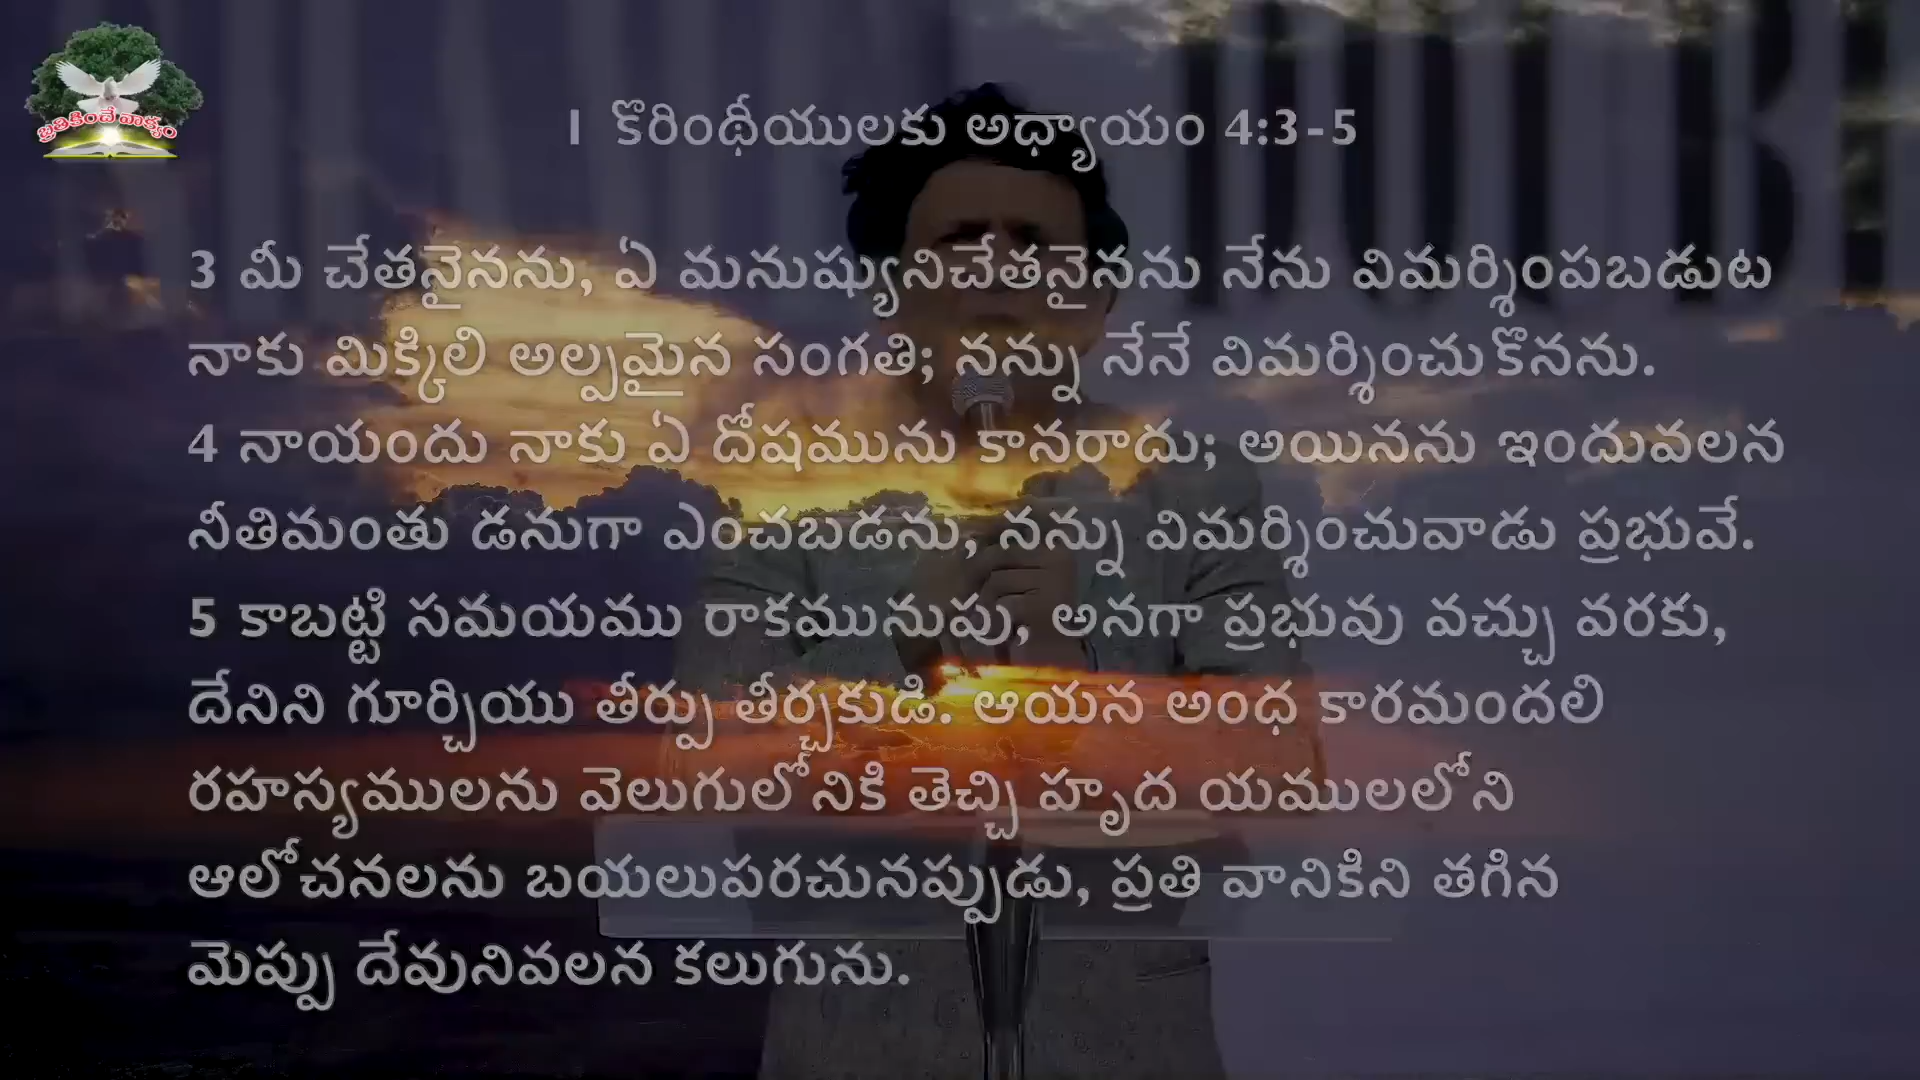 బ్రతికించే వాక్యం
I కొరింథీయులకు అధ్యాయం 4:3-5
3 మీ చేతనైనను, ఏ మనుష్యునిచేతనైనను నేను విమర్శింపబడుట
నాకు మిక్కిలి అల్పమైన సంగతి; నన్ను నేనే విమర్శించుకొనను.
4 నాయందు నాకు ఏ దోషమును కానరాదు; అయినను ఇందువలన
నీతిమంతు డనుగా ఎంచబడను, నన్ను విమర్శించువాడు ప్రభువే.
5 కాబట్టి సమయము రాకమునుపు, అనగా ప్రభువు వచ్చు వరకు,
దేనిని గూర్చియు తీర్పు తీర్చకుడి. ఆయన అంధ కారమందలి
రహస్యములను వెలుగులోనికి తెచ్చి హృద యములలోని
ఆలోచనలను బయలుపరచునప్పుడు, ప్రతి వానికిని తగిన
మెప్పు దేవునివలన కలుగును.